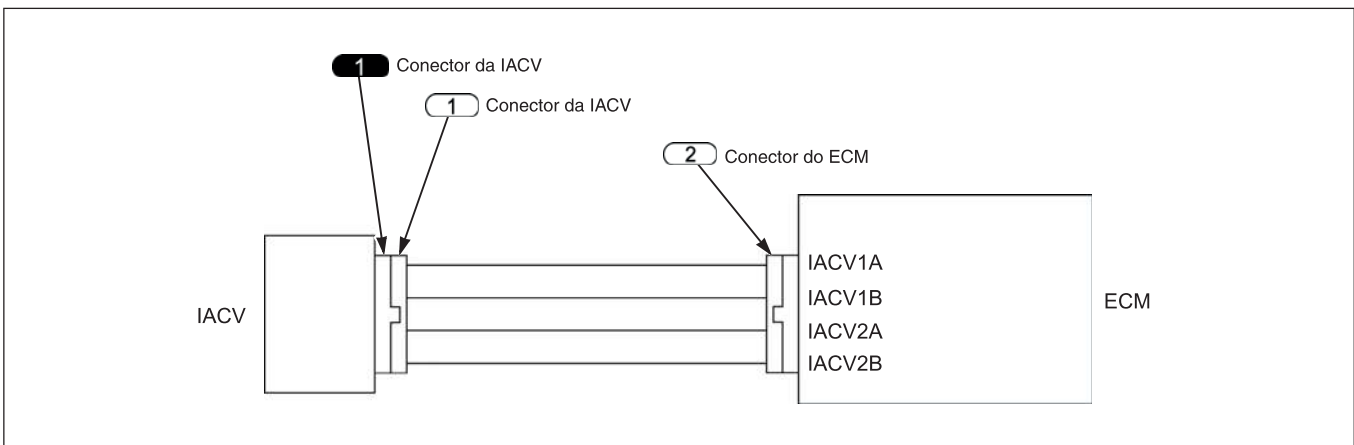 1 Conector da IACV
1 Conector da IACV
2 Conector do ECM
IACV
IACV1A
IACV1B
IACV2A
IACV2B
ECM